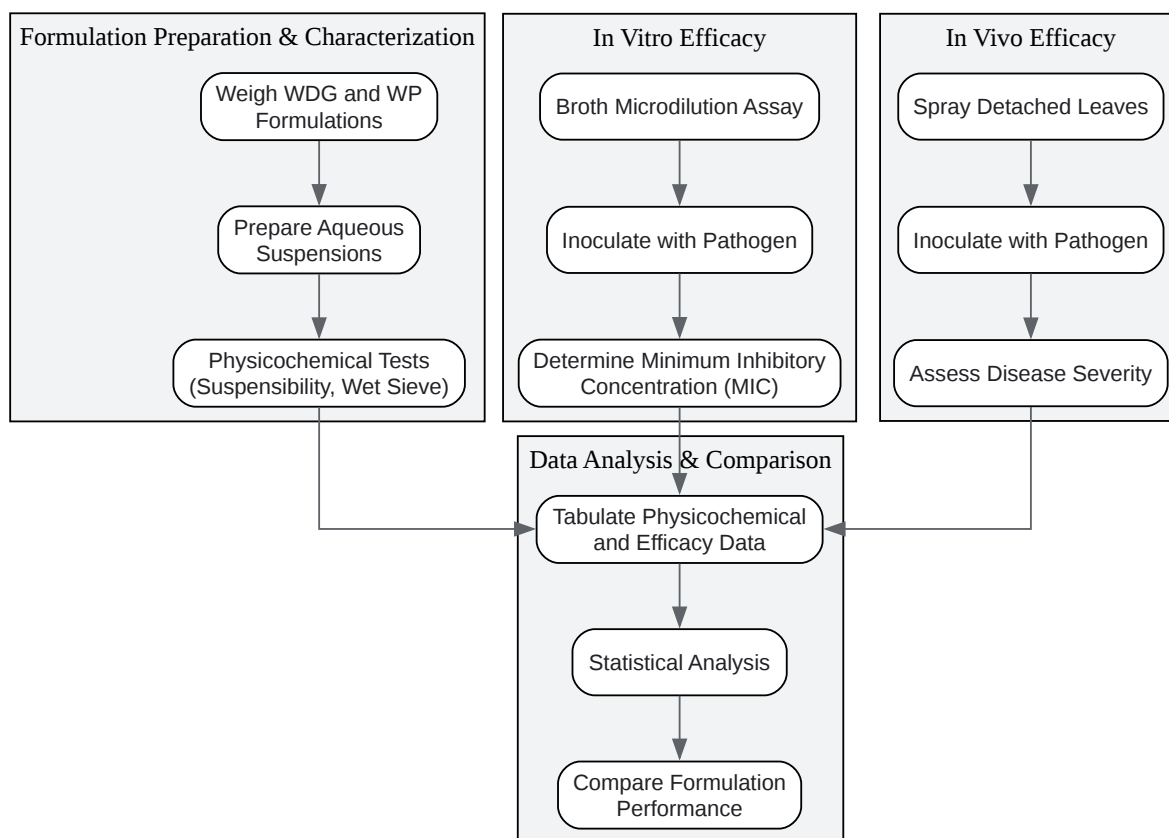 Formulation Preparation & Characterization
Weigh WDG and WP
Formulations
Prepare Aqueous
Suspensions
Physicochemical Tests
(Suspensibility, Wet Sieve)
In Vitro Efficacy
Broth Microdilution Assay
Inoculate with Pathogen
Determine Minimum Inhibitory
Concentration (MIC)
In Vivo Efficacy
Spray Detached Leaves
Inoculate with Pathogen
Assess Disease Severity
Data Analysis & Comparison
Tabulate Physicochemical
and Efficacy Data
Statistical Analysis
Compare Formulation
Performance